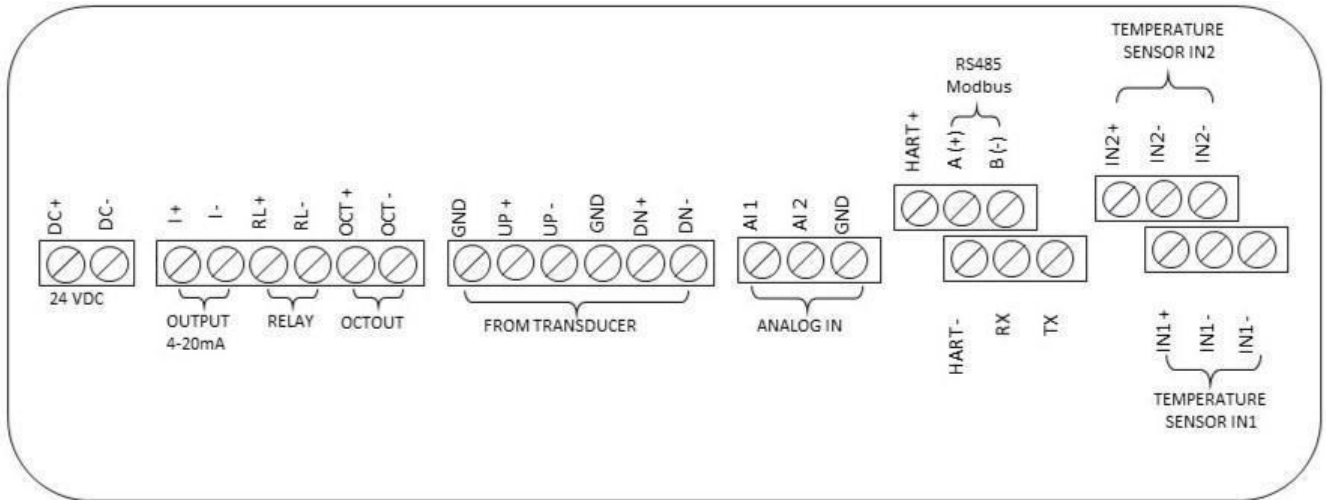 TEMPERATURE
SENSOR IN2
RS485
Modbus
HART +
A (+)
B (-)
IN2+
IN2-
IN2-
DC+
DC-
I +
I -
RL+
RL-
OCT +
OCT -
GND
UP +
UP -
GND
DN+
DN-
AI 1
AI 2
GND
24 VDC
OUTPUT
4-20mA
RELAY
OCTOUT
FROM TRANSDUCER
ANALOG IN
HART-
RX
TX
IN1+
IN1-
IN1-
TEMPERATURE
SENSOR IN1